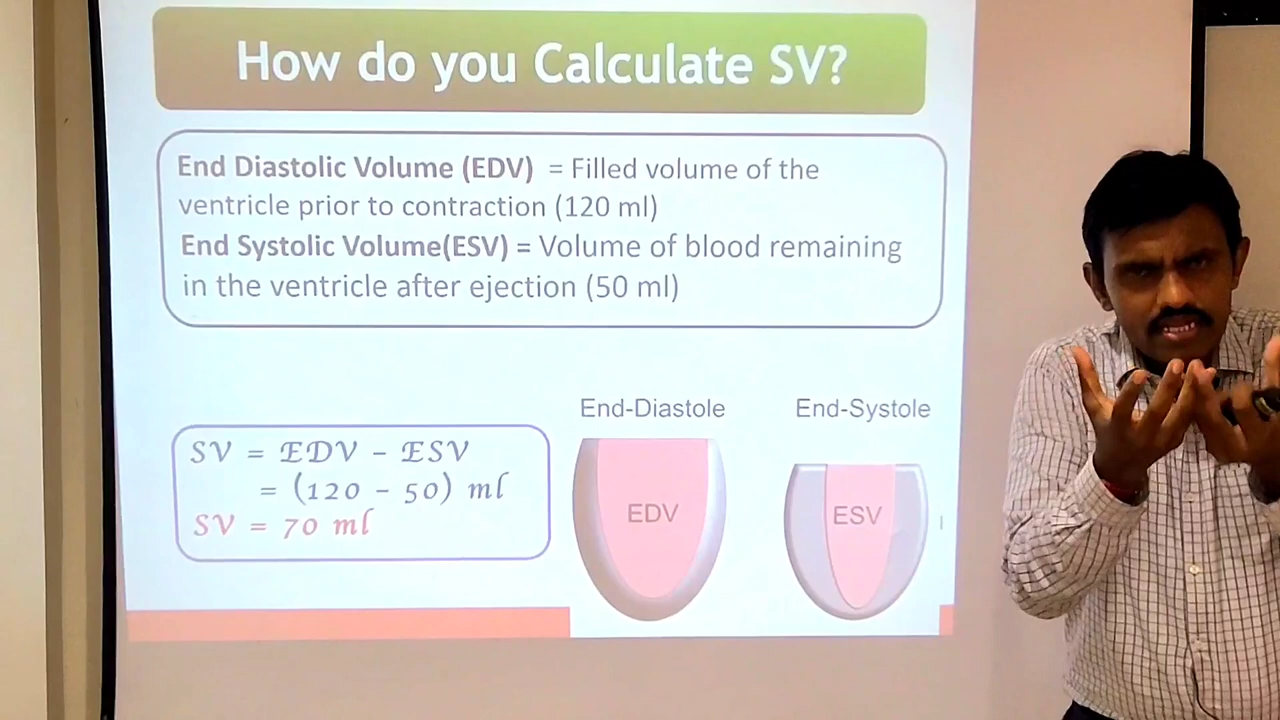 How do you Calculate SV?
End Diastolic Volume (EDV) = Filled volume of the
ventricle prior to contraction (120 ml)
End Systolic Volume(ESV) = Volume of blood remaining
in the ventricle after ejection (50 ml)
SV = EDV - ESV
= (120 - 50) ml
SV = 70 ml
End-Diastole
End-Systole
EDV
ESV